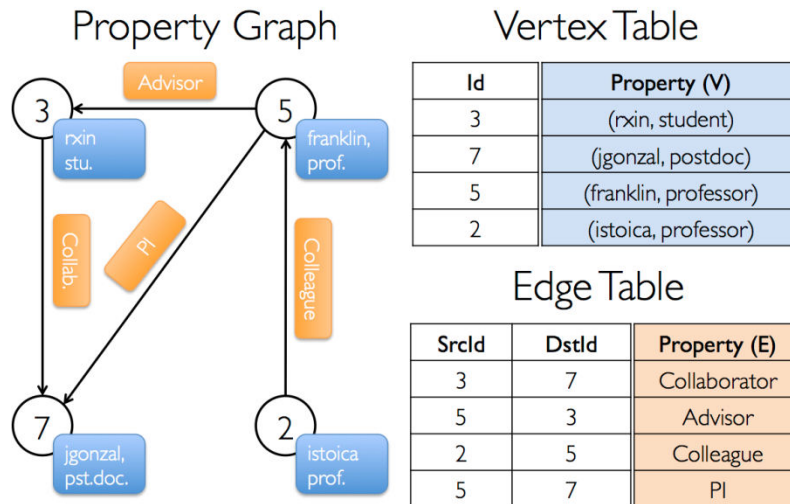 Property Graph
Advisor
3
rxin
stu.
5
franklin,
prof.
Collab.
PI
Colleague
7
jgonzal,
pst.doc.
2
istoica
prof.
Vertex Table
Id Property (V)
3 (rxin, student)
7 (jgonzal, postdoc)
5 (franklin, professor)
2 (istoica, professor)
Edge Table
SrcId DstId Property (E)
3 7 Collaborator
5 3 Advisor
2 5 Colleague
5 7 PI